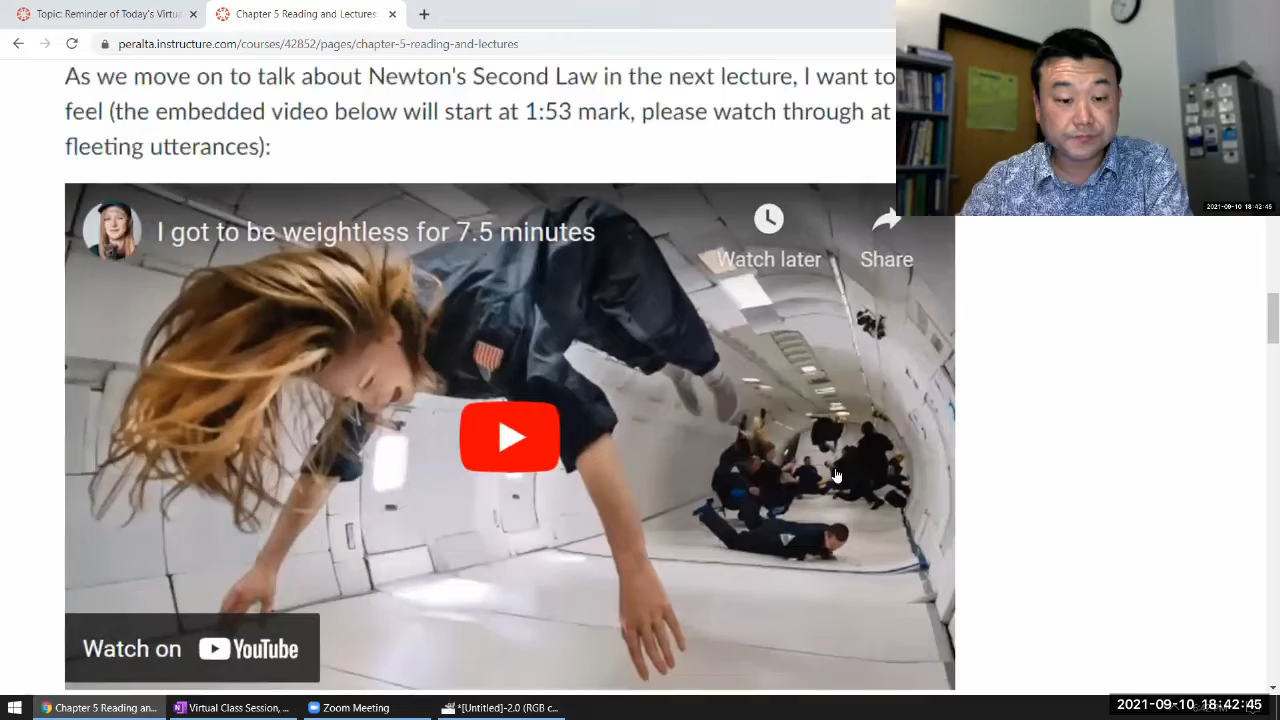 Topic: Reminder of Today's Virtua
Chapter 5 Reading and Lectures:
peralta.instructure.com/courses/42852/pages/chapter-5-reading-and-lectures
As we move on to talk about Newton's Second Law in the next lecture, I want to
feel (the embedded video below will start at 1:53 mark, please watch through at
fleeting utterances):
I got to be weightless for 7.5 minutes
Watch later
Share
Watch on YouTube
2021-09-10 18:42:45
Chapter 5 Reading an...
Virtual Class Session, ...
Zoom Meeting
*[Untitled]-2.0 (RGB c...
2021-09-10 18:42:45